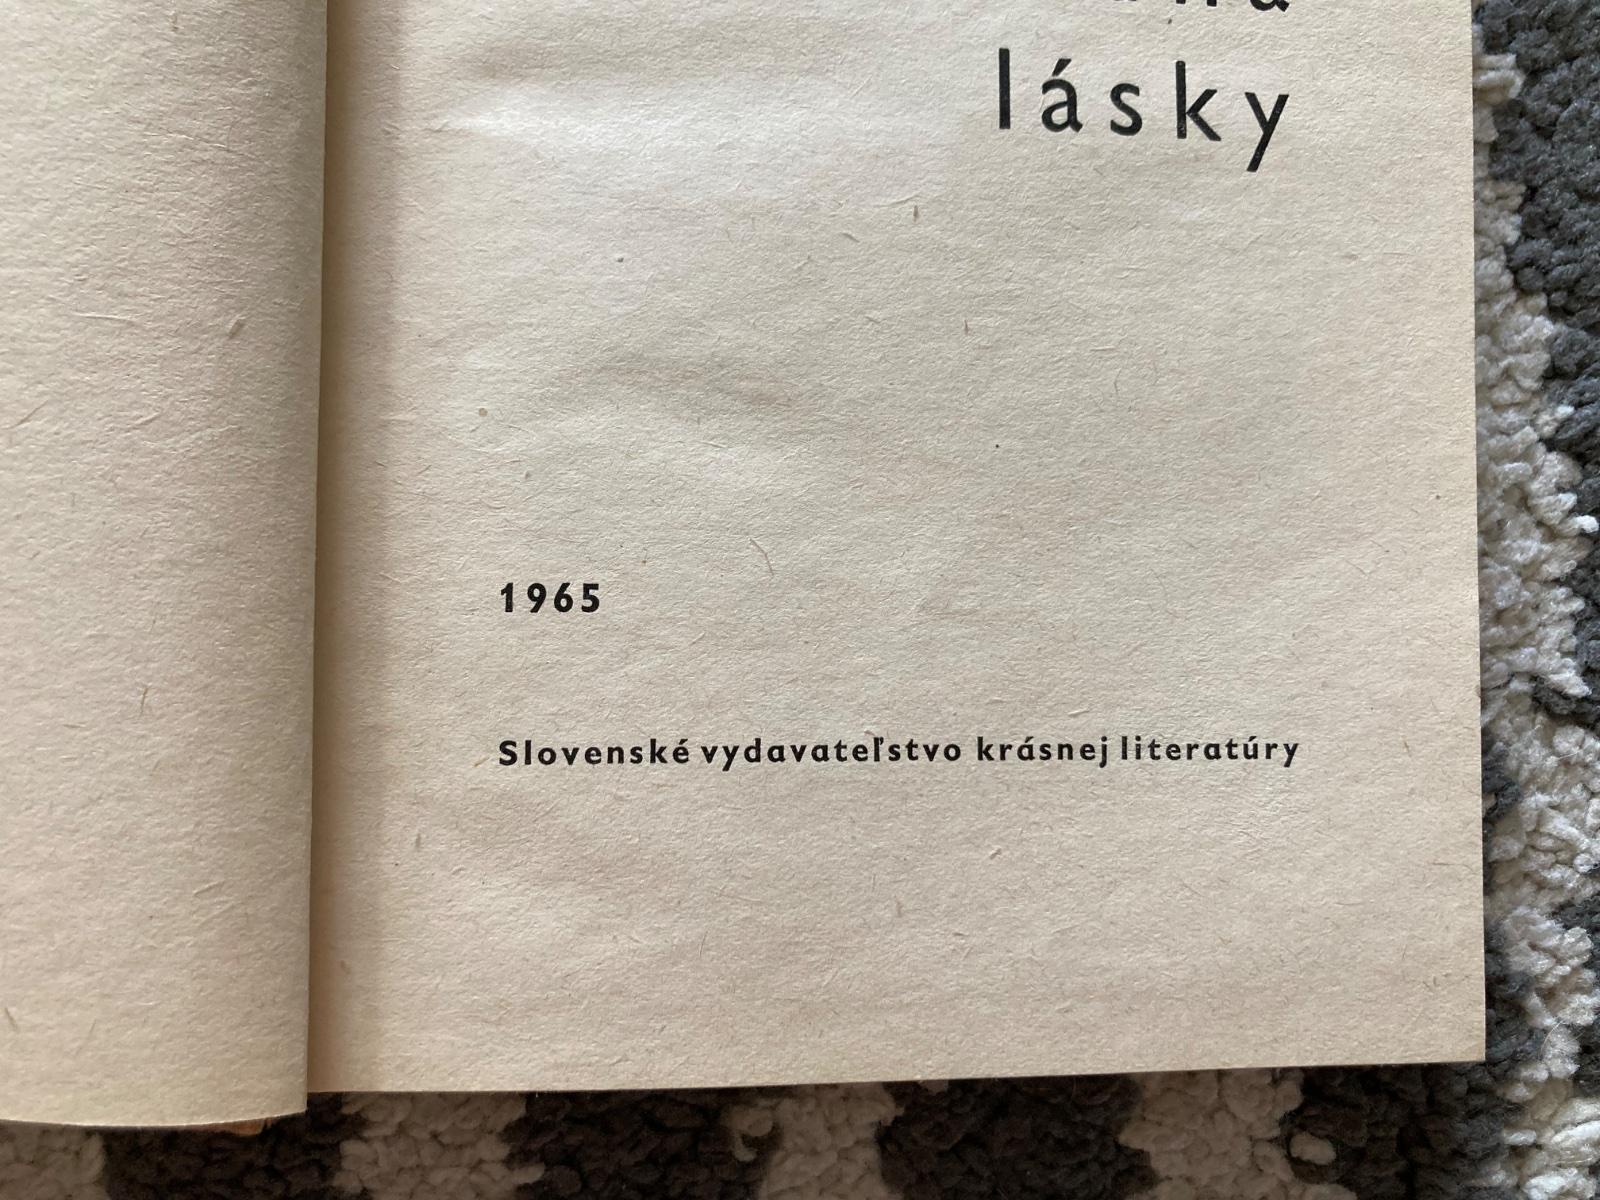 lásky
1965
Slovenské vydavateľstvo krásnej literatúry